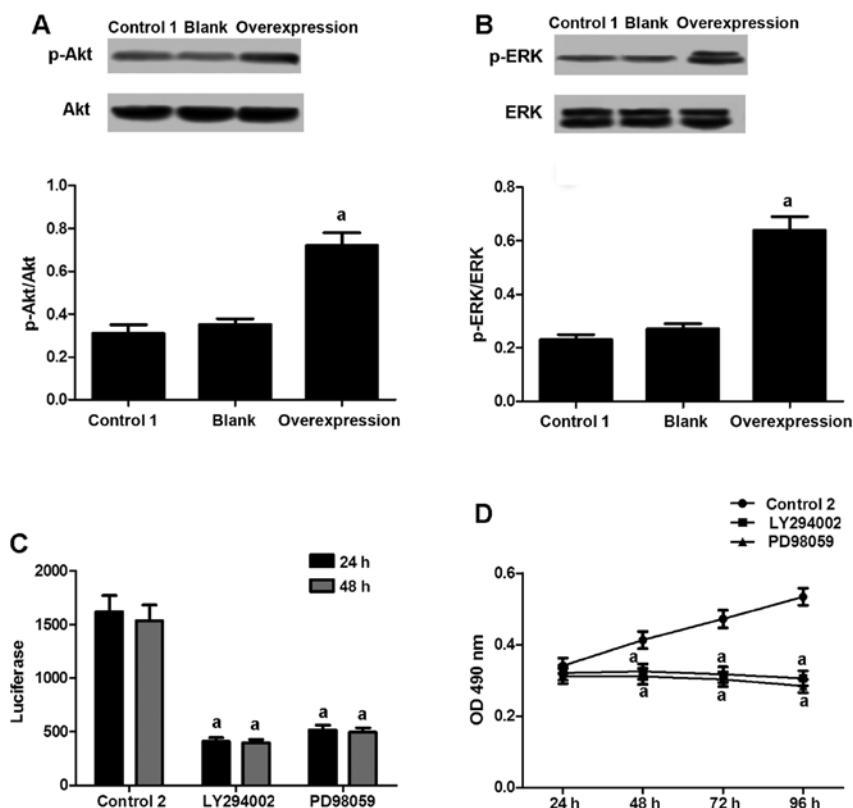 A
Control 1 Blank Overexpression
p-Akt
Akt
p-Akt/Akt
1.0
0.8
0.6
0.4
0.2
0.0
a
Control 1 Blank Overexpression
B
Control 1 Blank Overexpression
p-ERK
ERK
p-ERK/ERK
0.8
0.6
0.4
0.2
0.0
a
Control 1 Blank Overexpression
C
24 h
48 h
Luciferase
2000
1500
1000
500
0
a a a a
Control 2 LY294002 PD98059
D
Control 2
LY294002
PD98059
OD 490 nm
0.6
0.4
0.2
0.0
a a a
a a a
24 h 48 h 72 h 96 h